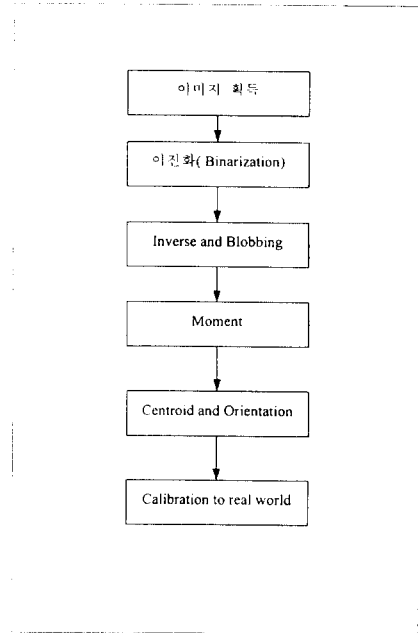 이미지 획득
이진화( Binarization)
Inverse and Blobbing
Moment
Centroid and Orientation
Calibration to real world